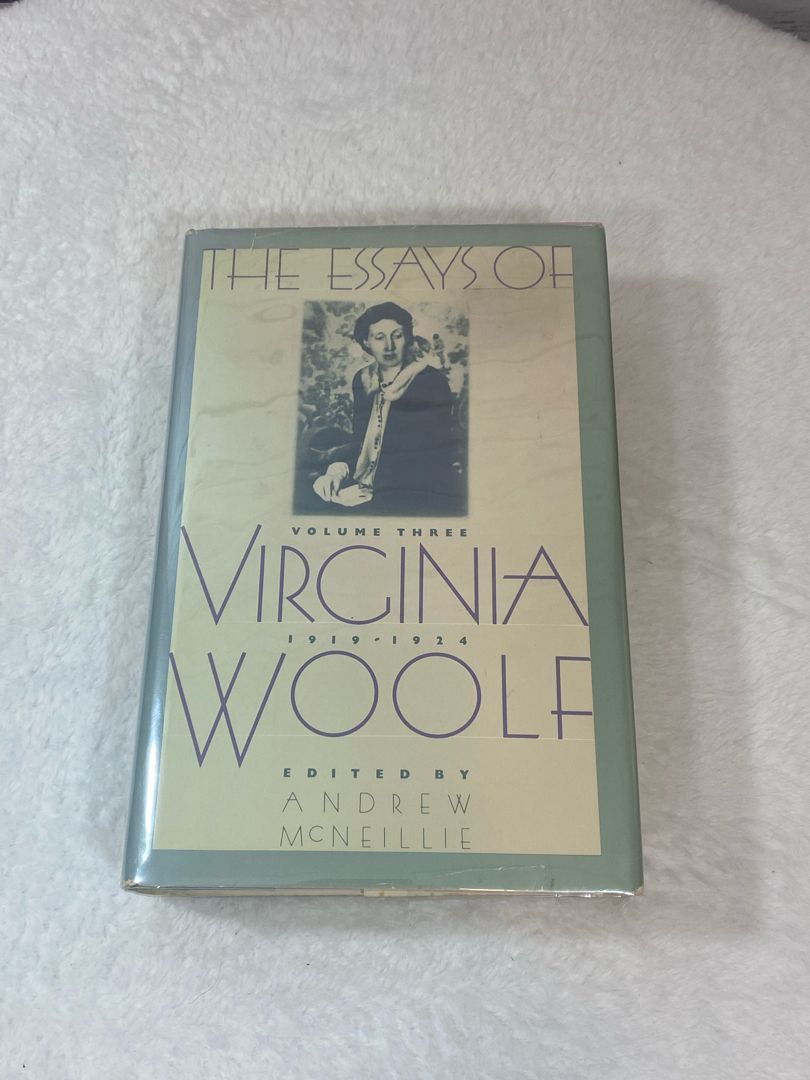 THE ESSAYS OF
VOLUME THREE
VIRGINIA
1919-1924
WOOLF
EDITED BY
ANDREW
McNEILLIE